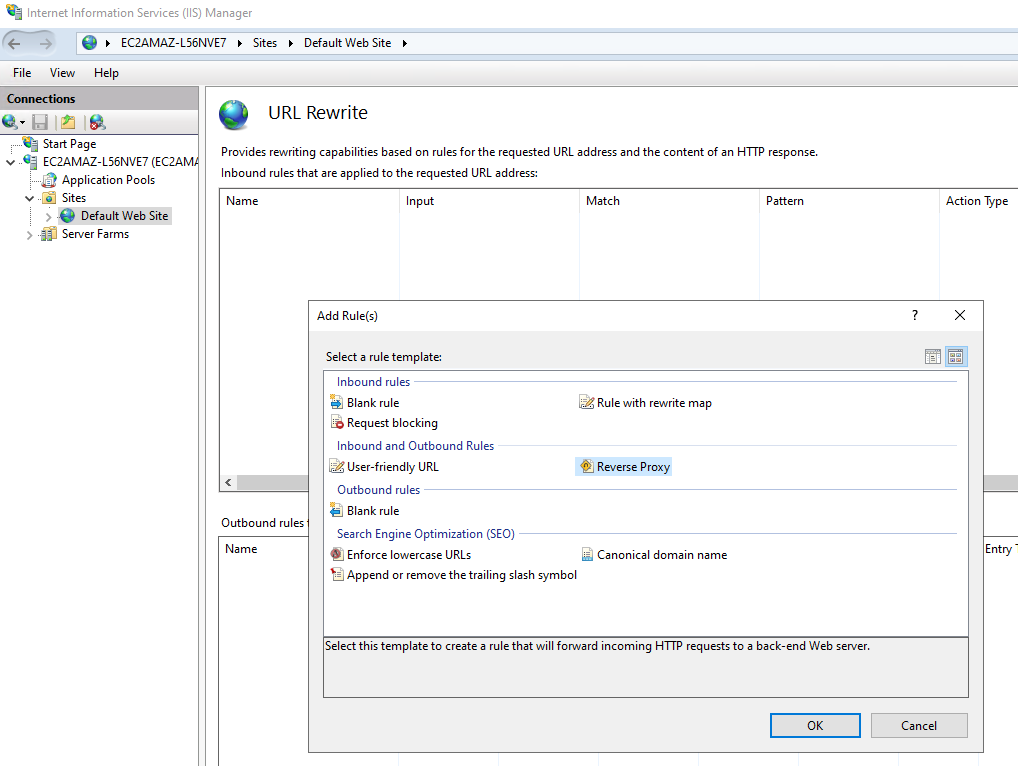 Internet Information Services (IIS) Manager
EC2AMAZ-L56NVE7 Sites Default Web Site
File View Help
Connections
Start Page
EC2AMAZ-L56NVE7 (EC2AMA
Application Pools
Sites
Default Web Site
Server Farms
URL Rewrite
Provides rewriting capabilities based on rules for the requested URL address and the content of an HTTP response.
Inbound rules that are applied to the requested URL address:
Name Input Match Pattern Action Type
Outbound rules
Name Entry T
Add Rule(s) ?
Select a rule template:
Inbound rules
Blank rule Rule with rewrite map
Request blocking
Inbound and Outbound Rules
User-friendly URL Reverse Proxy
Outbound rules
Blank rule
Search Engine Optimization (SEO)
Enforce lowercase URLs Canonical domain name
Append or remove the trailing slash symbol
Select this template to create a rule that will forward incoming HTTP requests to a back-end Web server.
OK Cancel